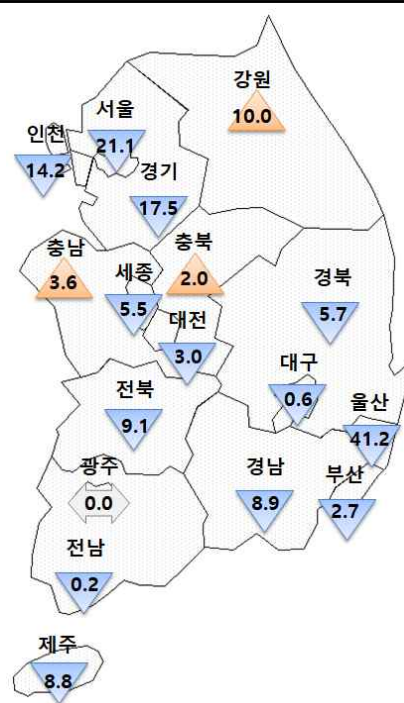 강원
10.0
서울
21.1
인천
14.2
경기
17.5
충남
3.6
세종
5.5
충북
2.0
대전
3.0
경북
5.7
대구
0.6
울산
41.2
전북
9.1
광주
0.0
경남
8.9
부산
2.7
전남
0.2
제주
8.8